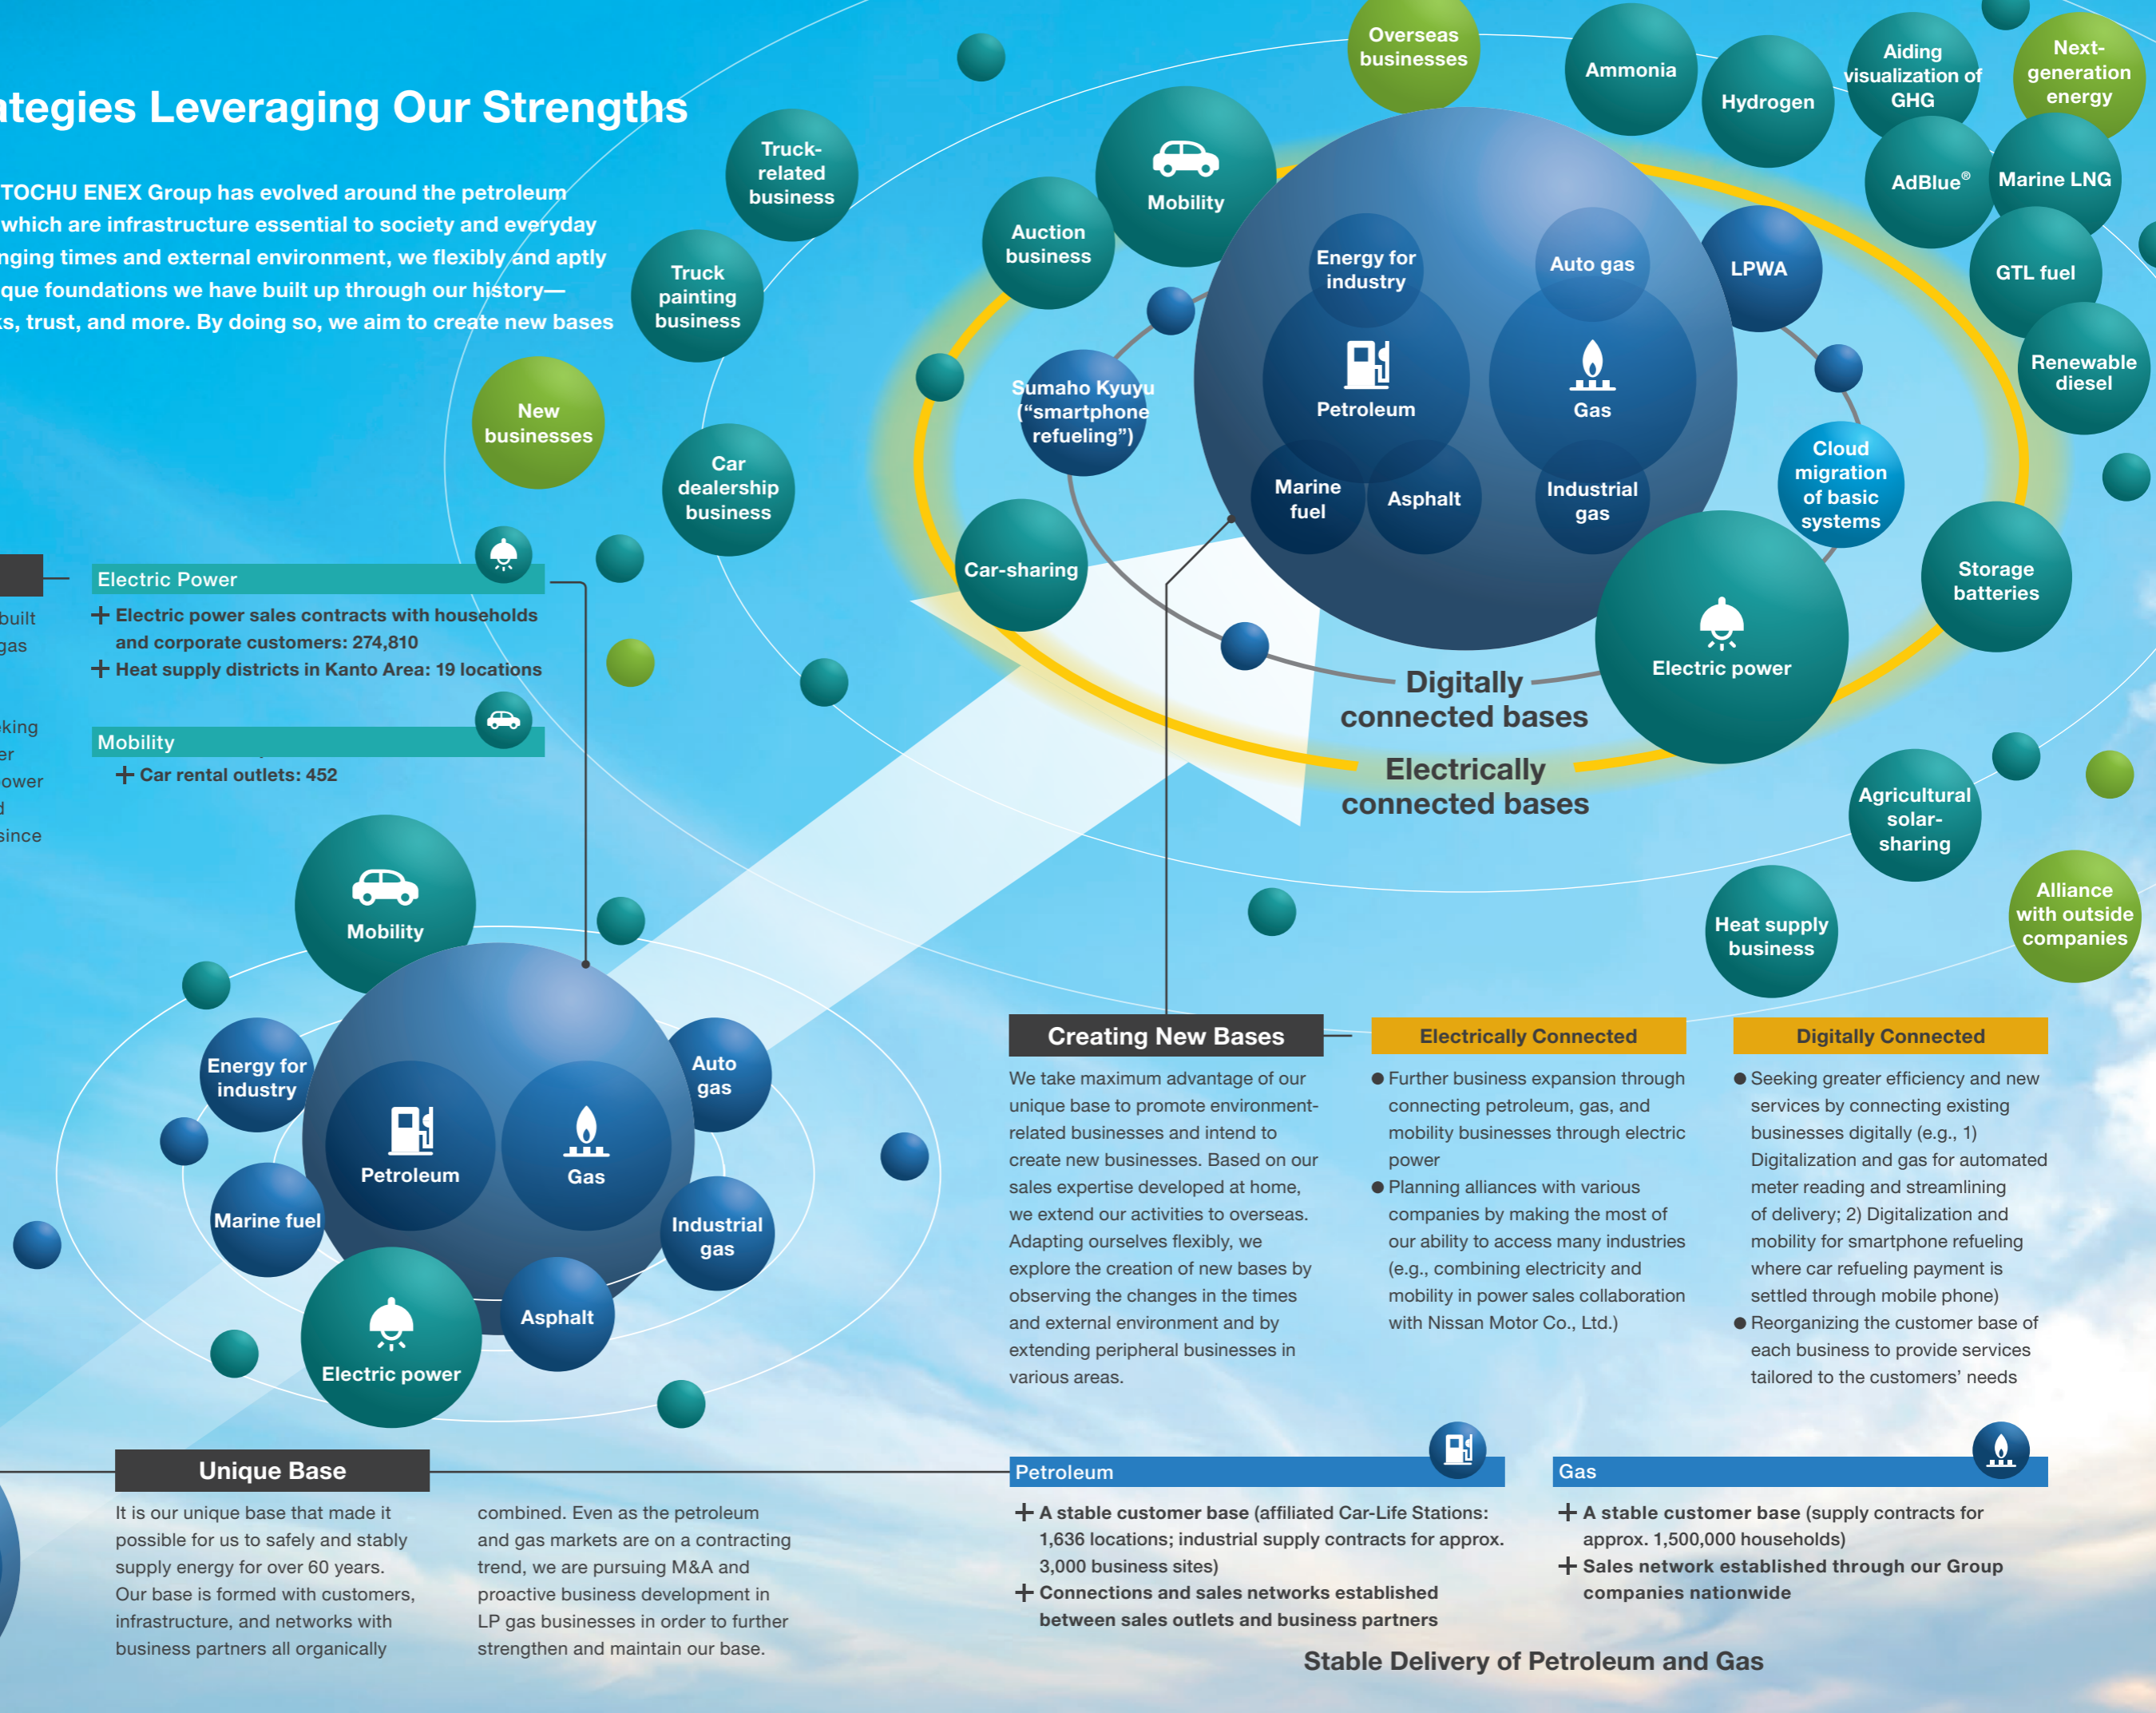 ategies Leveraging Our Strengths
TOCHU ENEX Group has evolved around the petroleum
which are infrastructure essential to society and everyday
nging times and external environment, we flexibly and aptly
que foundations we have built up through our history—
ks, trust, and more. By doing so, we aim to create new bases
Truck-
related
business
Truck
painting
business
New
businesses
Car
dealership
business
Overseas
businesses
Ammonia
Hydrogen
Aiding
visualization of
GHG
Next-
generation
energy
AdBlue®
Marine LNG
GTL fuel
Renewable
diesel
Mobility
Auction
business
Energy for
industry
Auto gas
LPWA
Petroleum
Gas
Sumaho Kyuyu
(“smartphone
refueling”)
Marine
fuel
Asphalt
Industrial
gas
Cloud
migration
of basic
systems
Car-sharing
Storage
batteries
Electric power
Digitally
connected bases
Electrically
connected bases
Agricultural
solar-
sharing
Heat supply
business
Alliance
with outside
companies
built
gas
king
er
ower
d
since
Electric Power
+ Electric power sales contracts with households
and corporate customers: 274,810
+ Heat supply districts in Kanto Area: 19 locations
Mobility
+ Car rental outlets: 452
Mobility
Energy for
industry
Auto
gas
Petroleum
Gas
Marine fuel
Industrial
gas
Asphalt
Electric power
Creating New Bases
We take maximum advantage of our
unique base to promote environment-
related businesses and intend to
create new businesses. Based on our
sales expertise developed at home,
we extend our activities to overseas.
Adapting ourselves flexibly, we
explore the creation of new bases by
observing the changes in the times
and external environment and by
extending peripheral businesses in
various areas.
Electrically Connected
● Further business expansion through
connecting petroleum, gas, and
mobility businesses through electric
power
● Planning alliances with various
companies by making the most of
our ability to access many industries
(e.g., combining electricity and
mobility in power sales collaboration
with Nissan Motor Co., Ltd.)
Digitally Connected
● Seeking greater efficiency and new
services by connecting existing
businesses digitally (e.g., 1)
Digitalization and gas for automated
meter reading and streamlining
of delivery; 2) Digitalization and
mobility for smartphone refueling
where car refueling payment is
settled through mobile phone)
● Reorganizing the customer base of
each business to provide services
tailored to the customers’ needs
Unique Base
It is our unique base that made it
possible for us to safely and stably
supply energy for over 60 years.
Our base is formed with customers,
infrastructure, and networks with
business partners all organically
combined. Even as the petroleum
and gas markets are on a contracting
trend, we are pursuing M&A and
proactive business development in
LP gas businesses in order to further
strengthen and maintain our base.
Petroleum
+ A stable customer base (affiliated Car-Life Stations:
1,636 locations; industrial supply contracts for approx.
3,000 business sites)
+ Connections and sales networks established
between sales outlets and business partners
Gas
+ A stable customer base (supply contracts for
approx. 1,500,000 households)
+ Sales network established through our Group
companies nationwide
Stable Delivery of Petroleum and Gas